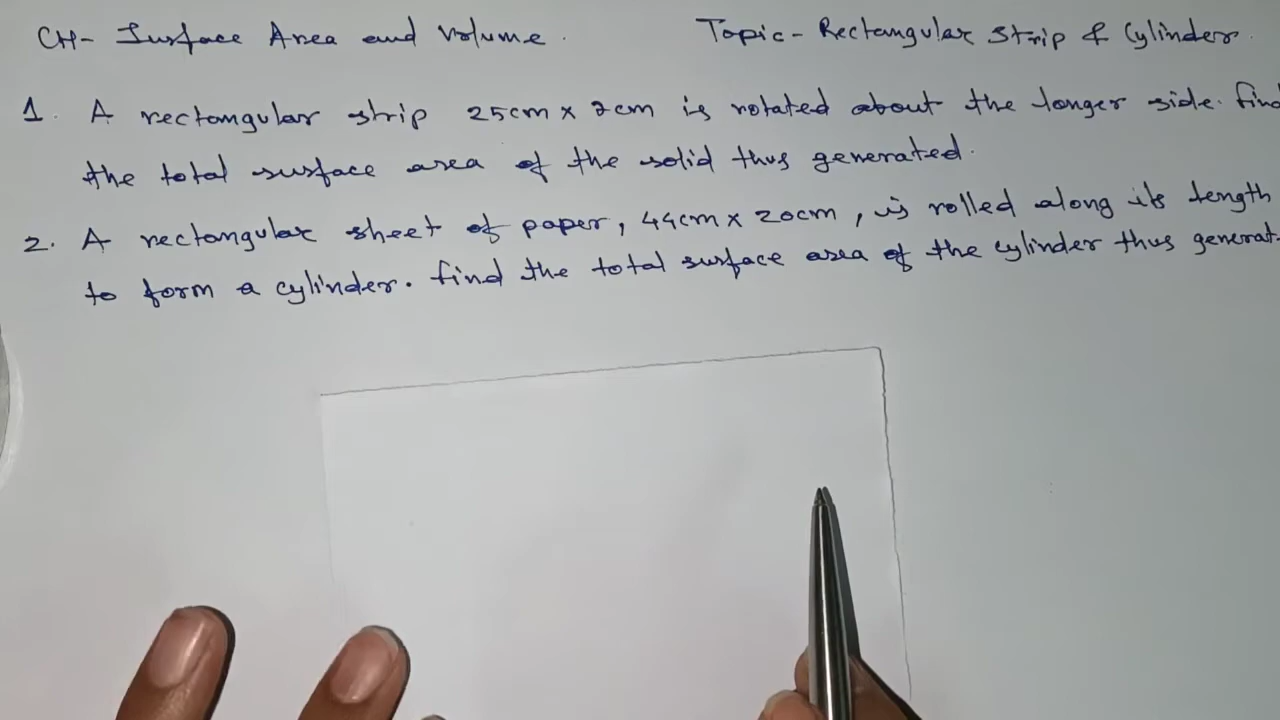 CH- Surface Area and Volume.
Topic- Rectangular Strip & Cylinder.
1. A rectangular strip 25cm x 2cm is rotated about the longer side. find
the total surface area of the solid thus generated.
2. A rectangular sheet of paper, 44cm x 20cm, is rolled along its length
to form a cylinder. find the total surface area of the cylinder thus generat